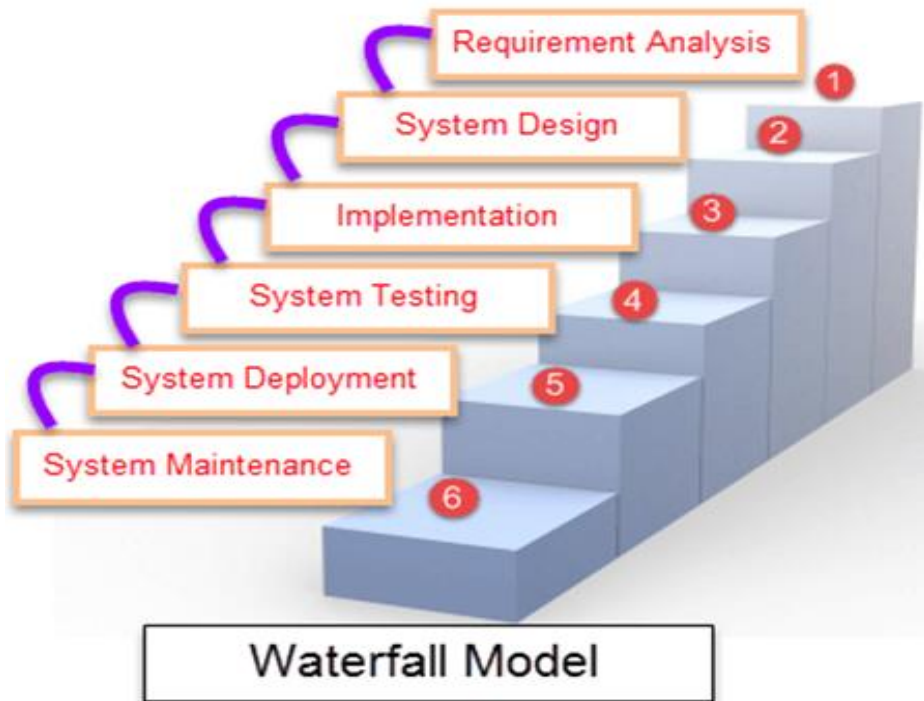 Requirement Analysis
1
System Design
2
Implementation
3
System Testing
4
System Deployment
5
System Maintenance
6
Waterfall Model